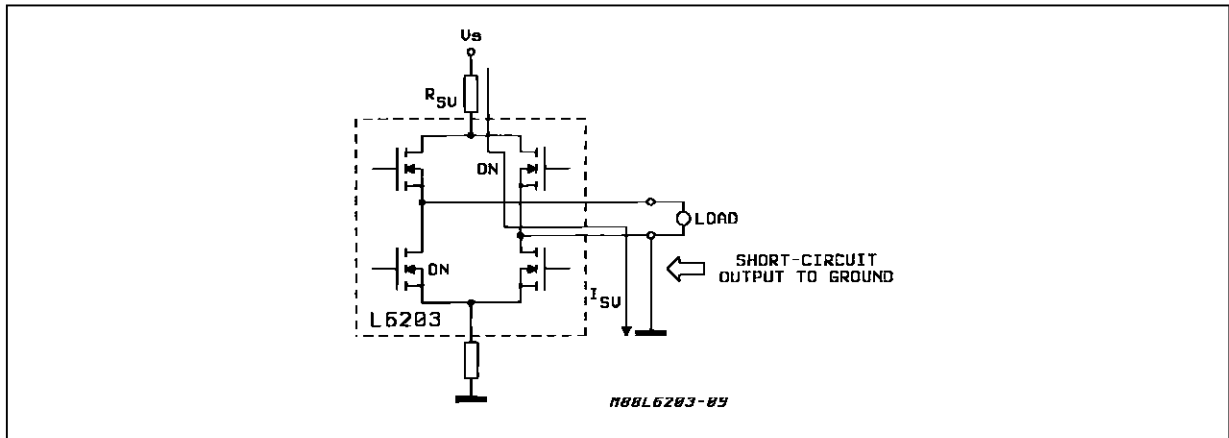 Vs
RSU
ON
ON
LOAD
SHORT-CIRCUIT
OUTPUT TO GROUND
ISU
L6203
M88L6203-09